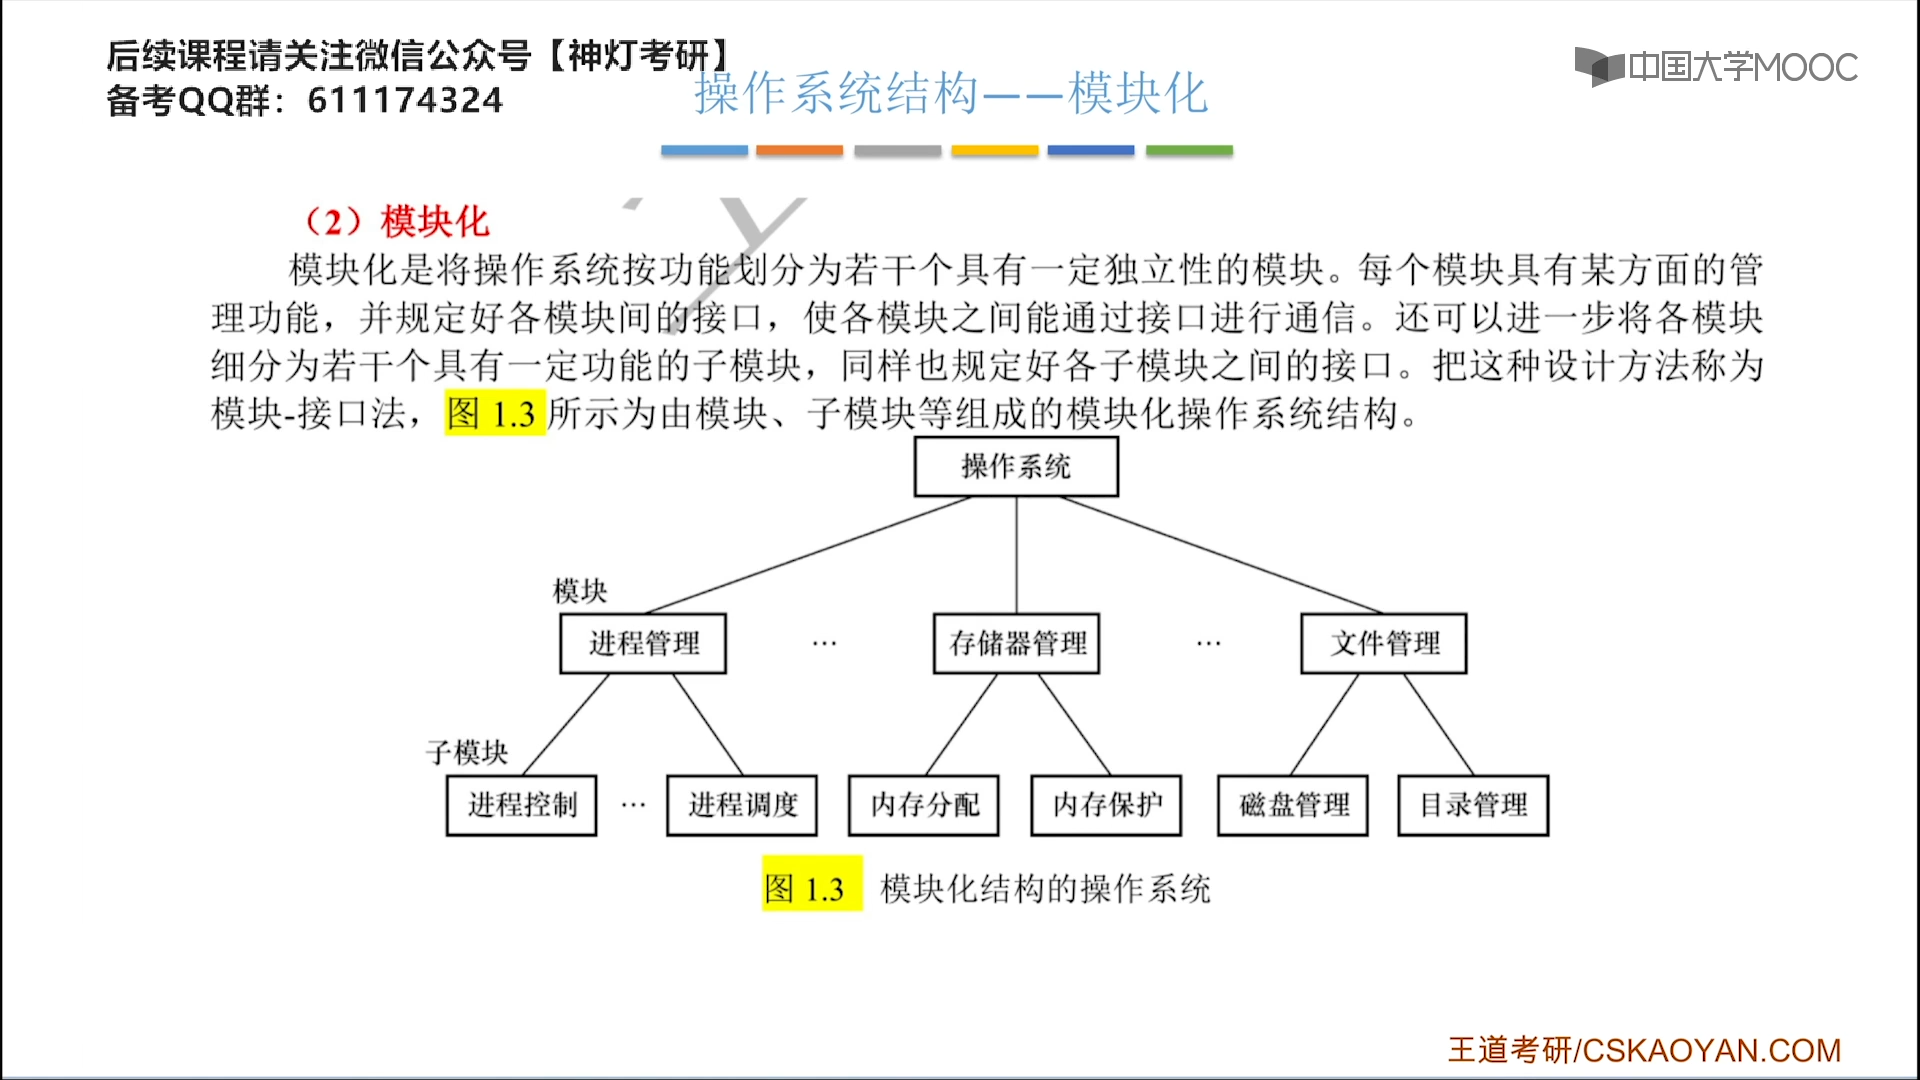 后续课程请关注微信公众号【神灯考研】
备考QQ群：611174324
中国大学MOOC
操作系统结构——模块化
（2）模块化
模块化是将操作系统按功能划分为若干个具有一定独立性的模块。每个模块具有某方面的管
理功能，并规定好各模块间的接口，使各模块之间能通过接口进行通信。还可以进一步将各模块
细分为若干个具有一定功能的子模块，同样也规定好各子模块之间的接口。把这种设计方法称为
模块-接口法，图 1.3 所示为由模块、子模块等组成的模块化操作系统结构。
操作系统
模块
进程管理 … 存储器管理 … 文件管理
子模块
进程控制 … 进程调度 内存分配 内存保护 磁盘管理 目录管理
图 1.3 模块化结构的操作系统
王道考研/CSKAOYAN.COM